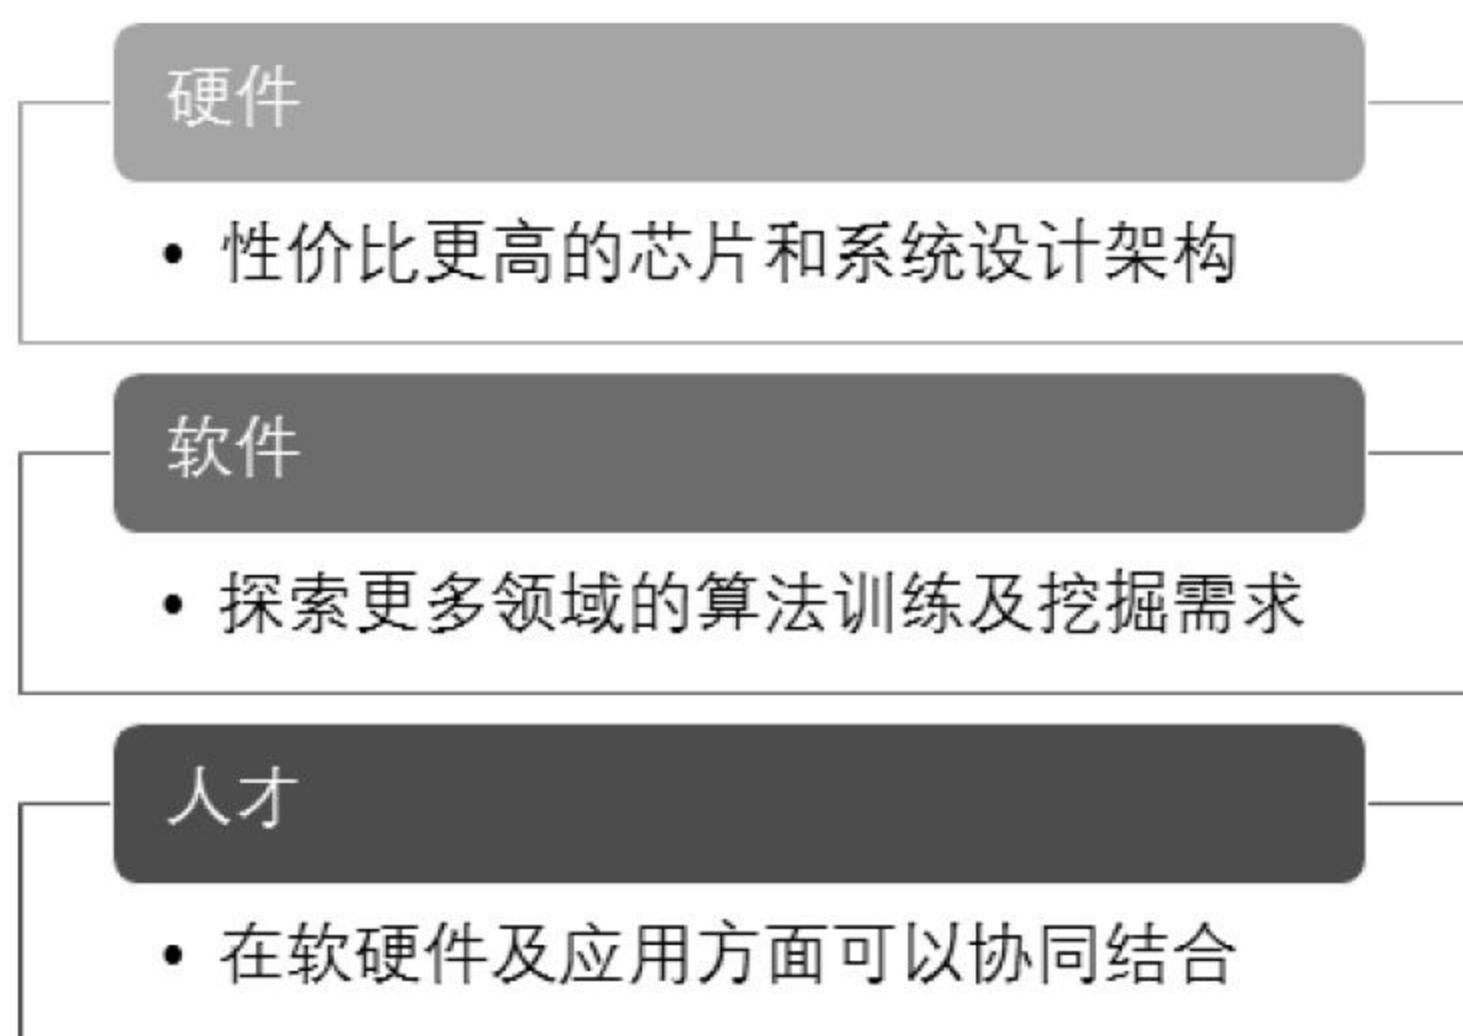 硬件
• 性价比更高的芯片和系统设计架构
软件
• 探索更多领域的算法训练及挖掘需求
人才
• 在软硬件及应用方面可以协同结合